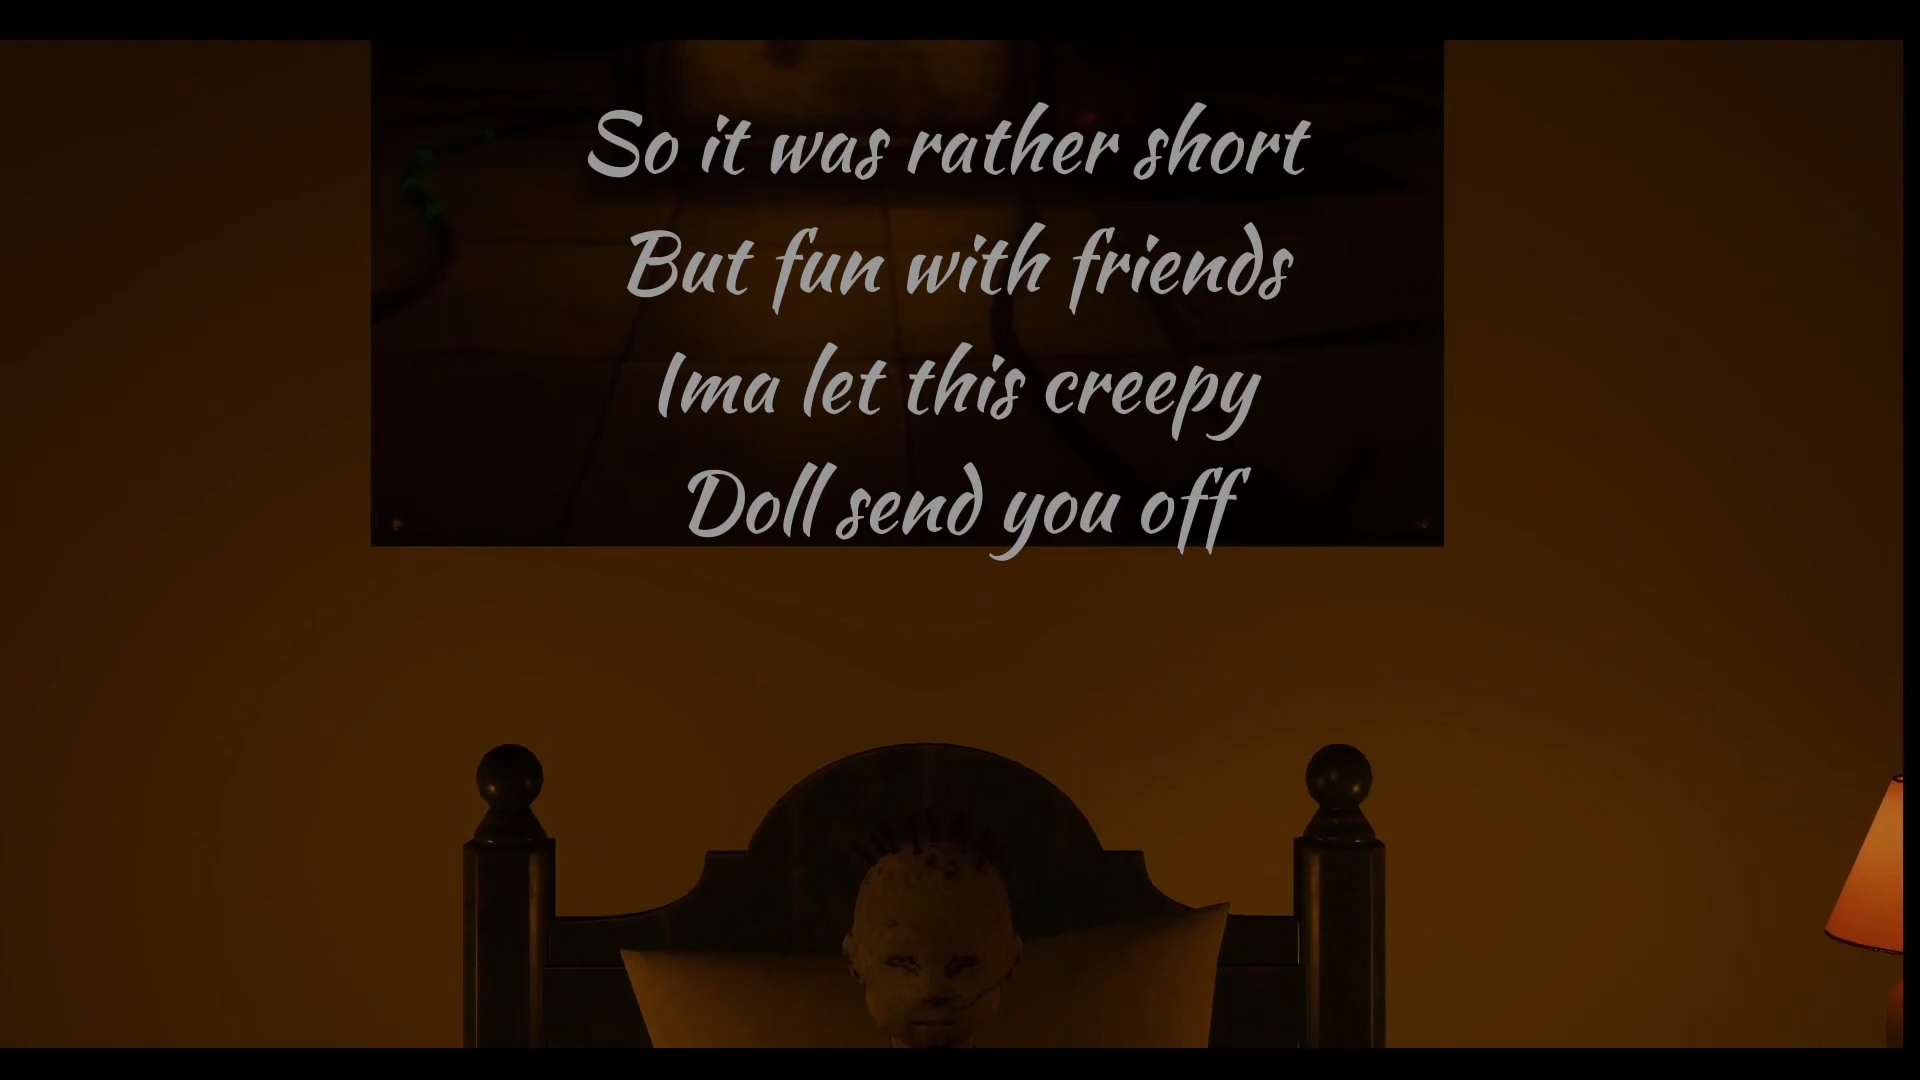 So it was rather short
But fun with friends
Ima let this creepy
Doll send you off